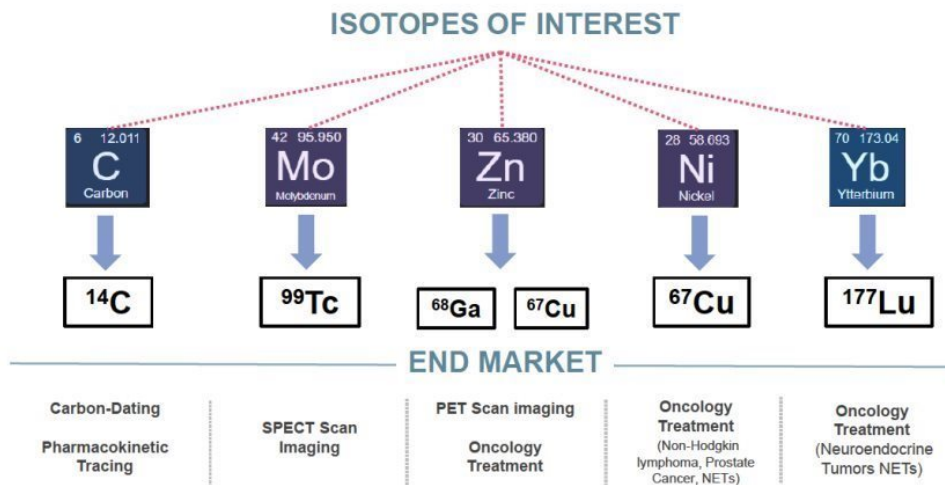 ISOTOPES OF INTEREST
6 12.011
C
Carbon
42 95.950
Mo
Molybdenum
30 65.380
Zn
Zinc
28 58.693
Ni
Nickel
70 173.04
Yb
Ytterbium
¹⁴C
⁹⁹Tc
⁶⁸Ga
⁶⁷Cu
⁶⁷Cu
¹⁷⁷Lu
END MARKET
Carbon-Dating
Pharmacokinetic
Tracing
SPECT Scan
Imaging
PET Scan imaging
Oncology
Treatment
Oncology
Treatment
(Non-Hodgkin
lymphoma, Prostate
Cancer, NETs)
Oncology
Treatment
(Neuroendocrine
Tumors NETs)